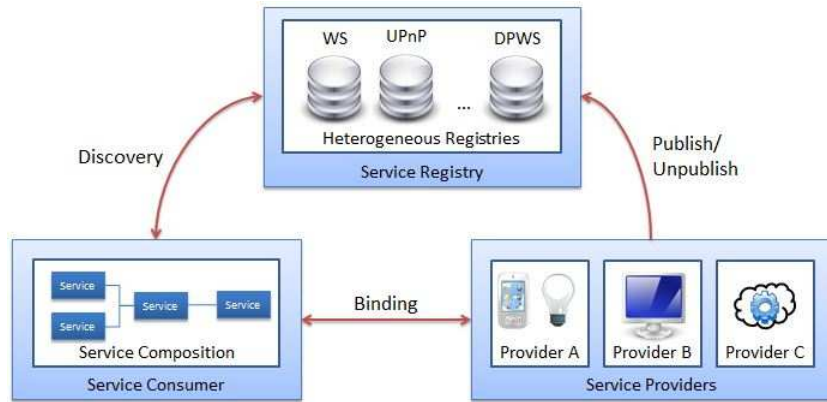 WS
UPnP
DPWS
...
Heterogeneous Registries
Service Registry
Discovery
Publish/
Unpublish
Service
Service
Service
Service
Service Composition
Service Consumer
Binding
Provider A
Provider B
Provider C
Service Providers